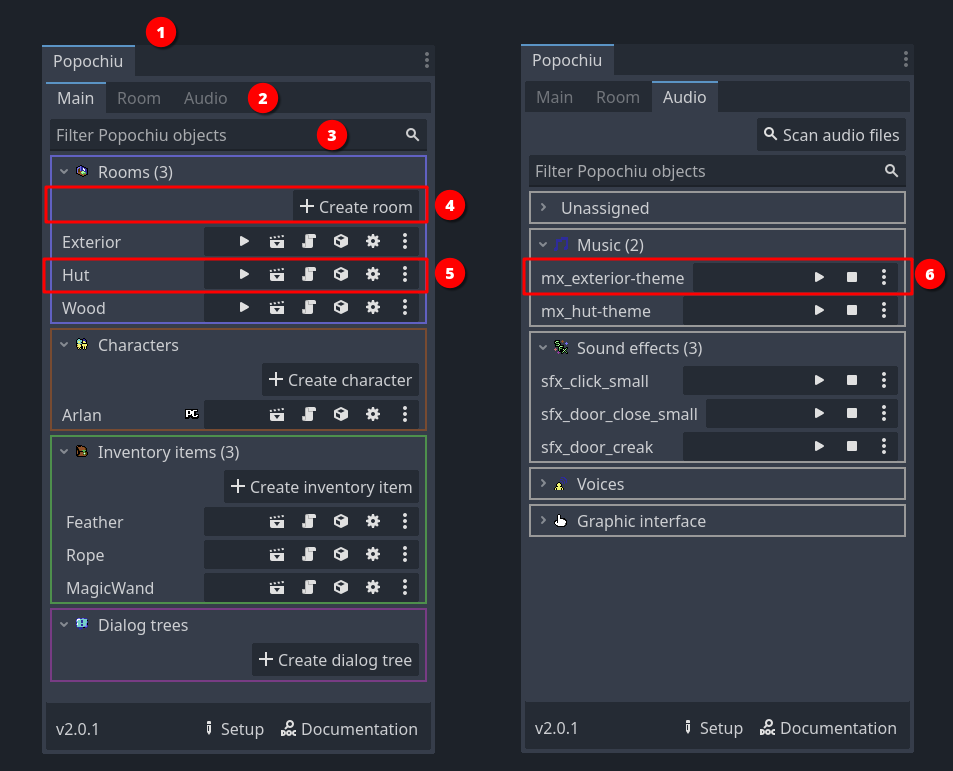 1
Popochiu
Main Room Audio 2
Filter Popochiu objects 3
Rooms (3)
Create room 4
Exterior
Hut 5
Wood
Characters
Create character
Arlan PC
Inventory items (3)
Create inventory item
Feather
Rope
MagicWand
Dialog trees
Create dialog tree
v2.0.1 Setup DOC Documentation
Popochiu
Main Room Audio
Scan audio files
Filter Popochiu objects
Unassigned
Music (2)
mx_exterior-theme 6
mx_hut-theme
Sound effects (3)
sfx_click_small
sfx_door_close_small
sfx_door_creak
Voices
Graphic interface
v2.0.1 Setup DOC Documentation